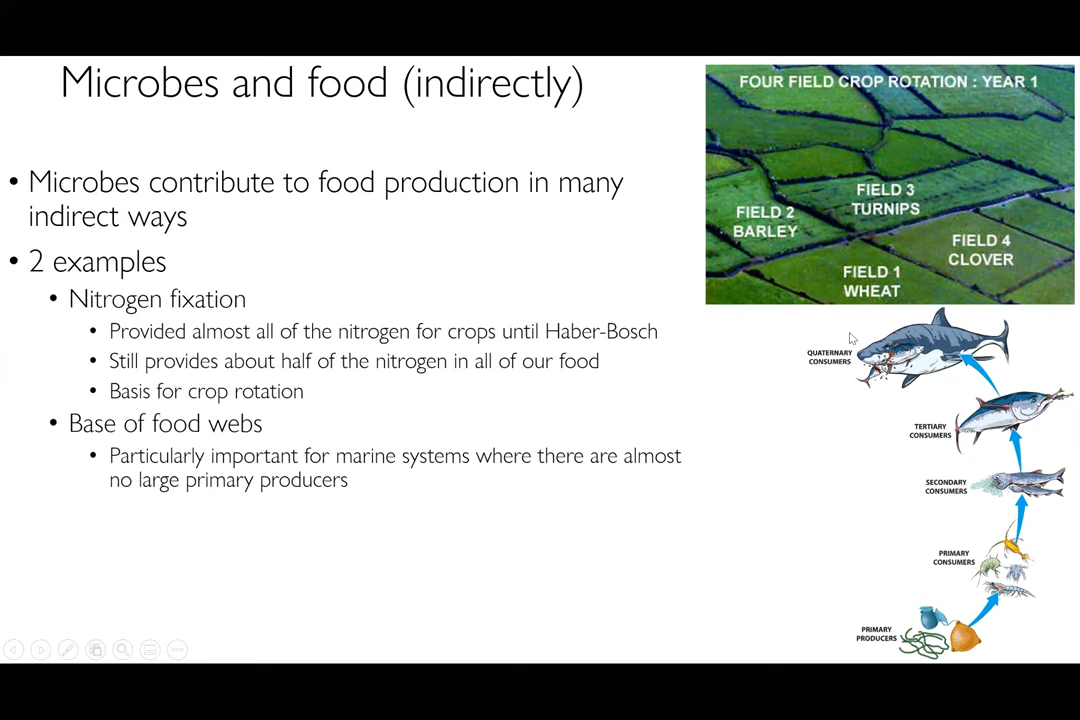 Microbes and food (indirectly)
• Microbes contribute to food production in many
indirect ways
• 2 examples
• Nitrogen fixation
• Provided almost all of the nitrogen for crops until Haber-Bosch
• Still provides about half of the nitrogen in all of our food
• Basis for crop rotation
• Base of food webs
• Particularly important for marine systems where there are almost
no large primary producers
FOUR FIELD CROP ROTATION : YEAR 1
FIELD 3
TURNIPS
FIELD 2
BARLEY
FIELD 4
CLOVER
FIELD 1
WHEAT
QUATERNARY
CONSUMERS
TERTIARY
CONSUMERS
SECONDARY
CONSUMERS
PRIMARY
CONSUMERS
PRIMARY
PRODUCERS